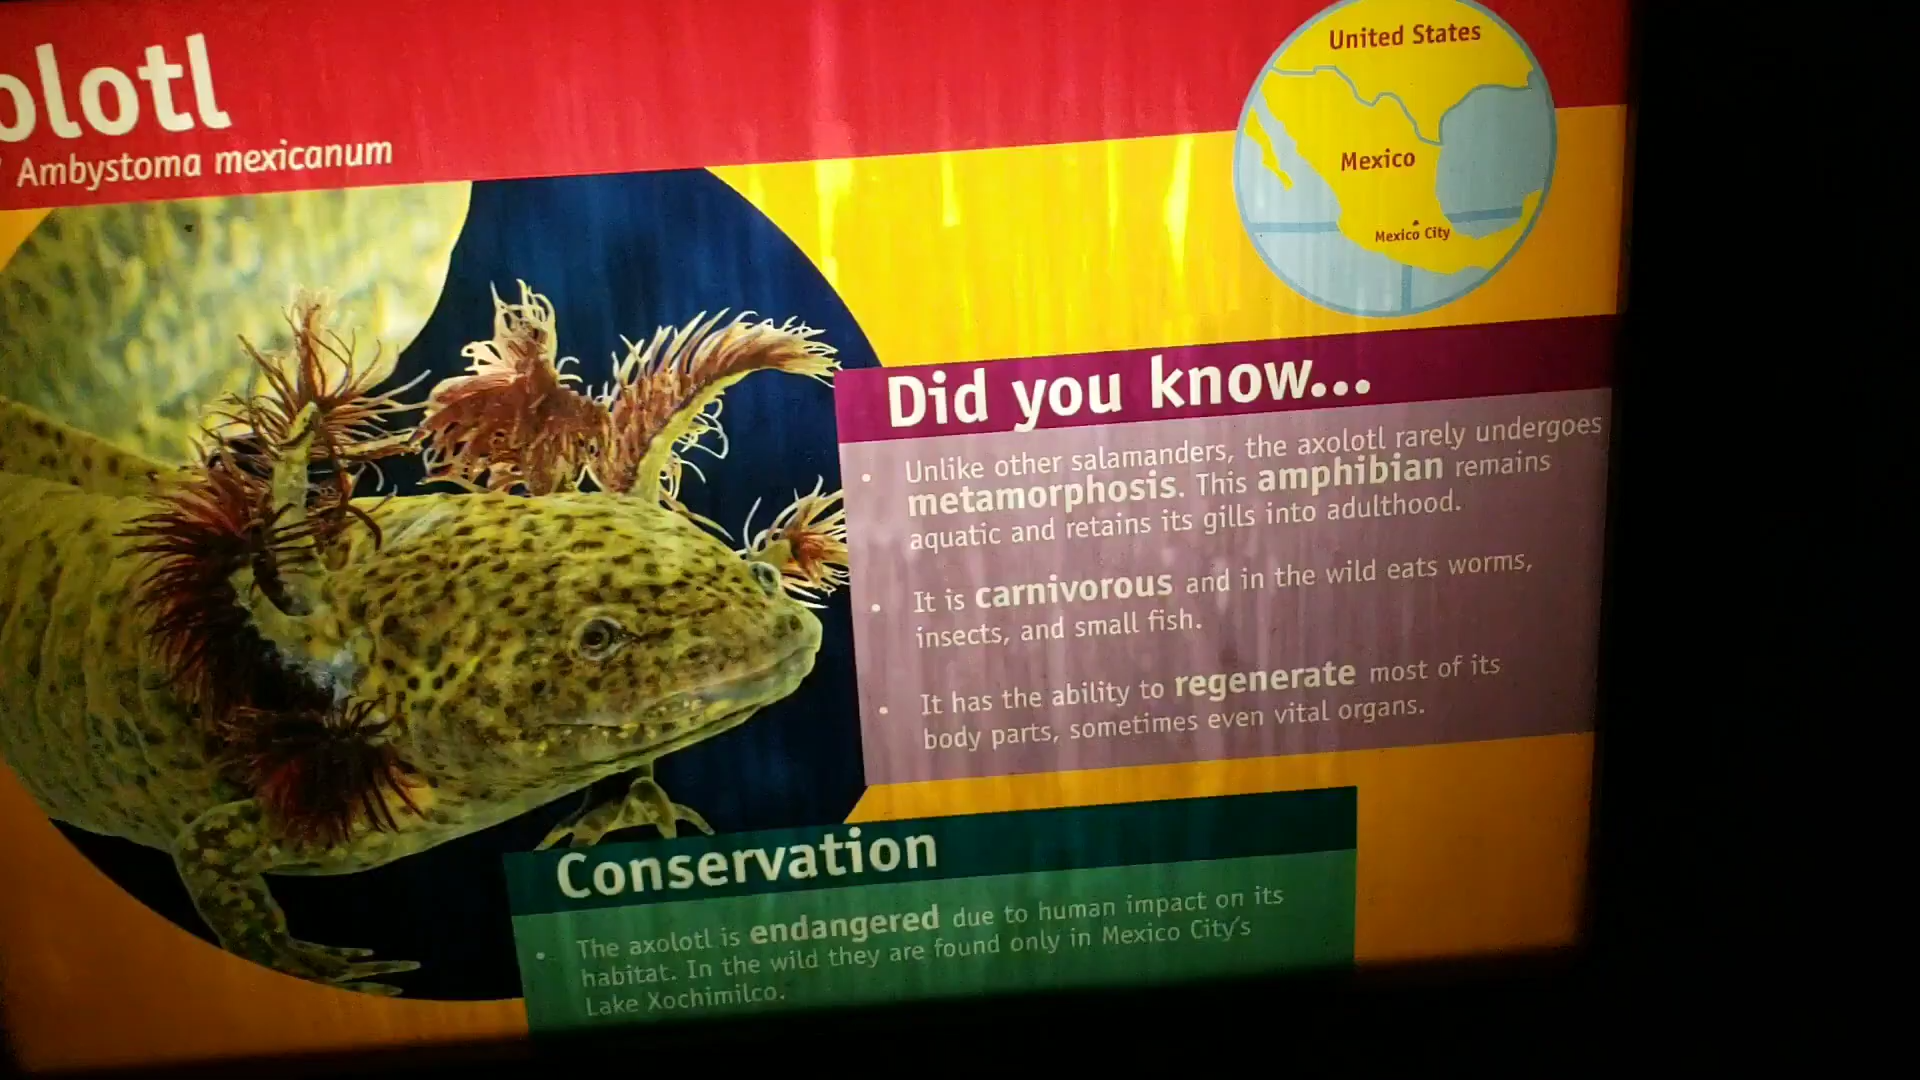 olotl
Ambystoma mexicanum
United States
Mexico
Mexico City
Did you know...
• Unlike other salamanders, the axolotl rarely undergoes
metamorphosis. This amphibian remains
aquatic and retains its gills into adulthood.
• It is carnivorous and in the wild eats worms,
insects, and small fish.
• It has the ability to regenerate most of its
body parts, sometimes even vital organs.
Conservation
• The axolotl is endangered due to human impact on its
habitat. In the wild they are found only in Mexico City's
Lake Xochimilco.